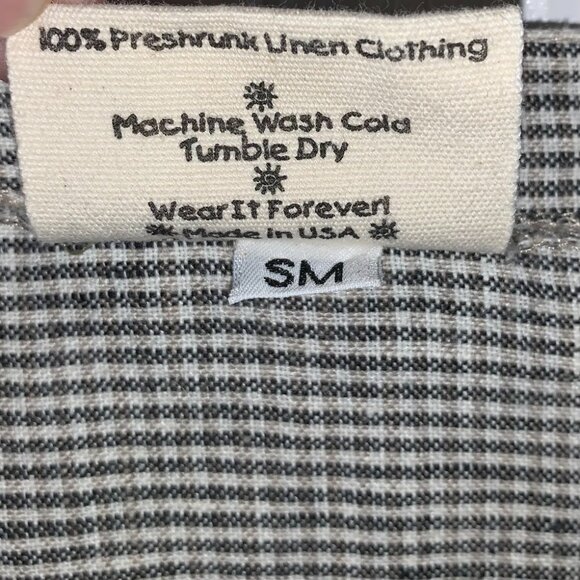 100% Preshrunk Linen Clothing
Machine Wash Cold
Tumble Dry
Wear It Forever!
Made in USA
SM